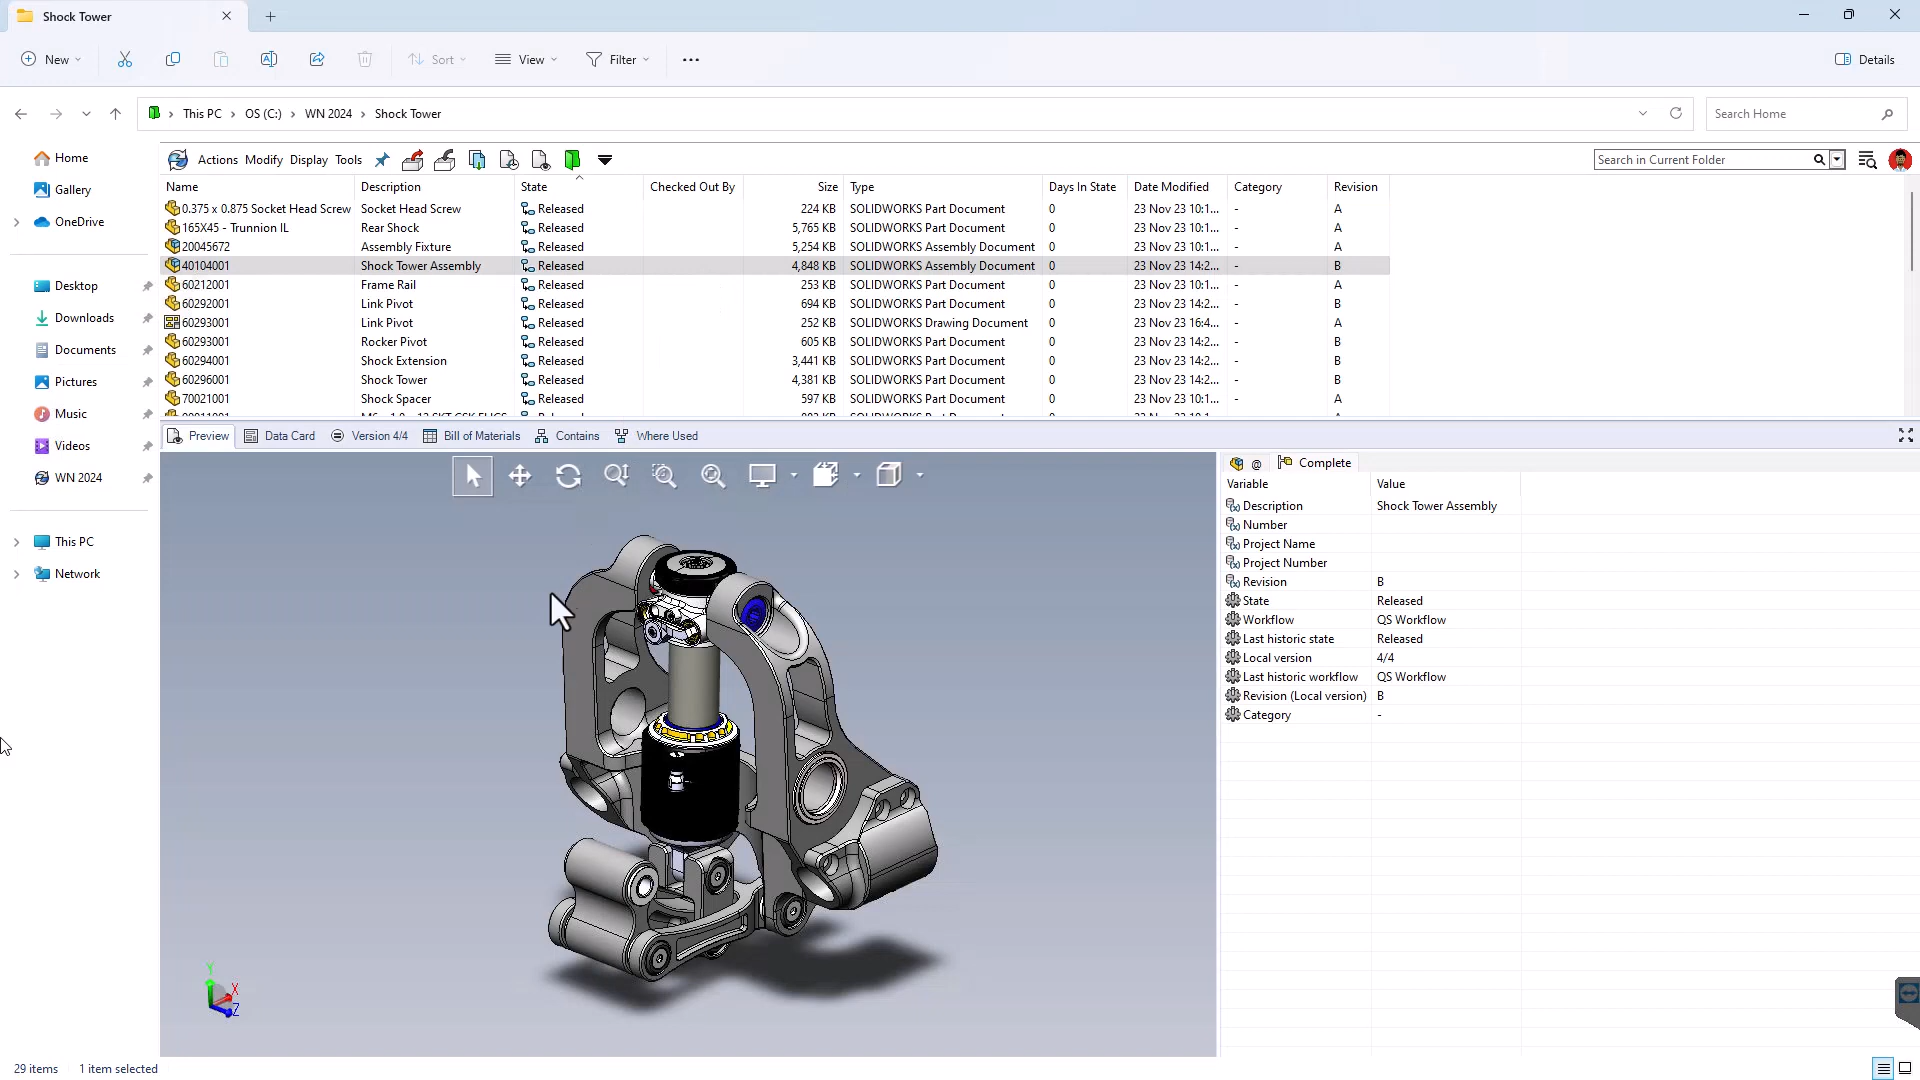 Shock Tower
New
Sort
View
Filter
Details
This PC > OS (C:) > WN 2024 > Shock Tower
Search Home
Home
Gallery
OneDrive
Desktop
Downloads
Documents
Pictures
Music
Videos
WN 2024
This PC
Network
Actions Modify Display Tools
Search in Current Folder
Name Description State Checked Out By Size Type Days In State Date Modified Category Revision
0.375 x 0.875 Socket Head Screw Socket Head Screw Released 224 KB SOLIDWORKS Part Document 0 23 Nov 23 10:1... - A
165X45 - Trunnion IL Rear Shock Released 5,765 KB SOLIDWORKS Part Document 0 23 Nov 23 10:1... - A
20045672 Assembly Fixture Released 5,254 KB SOLIDWORKS Assembly Document 0 23 Nov 23 10:1... - A
40104001 Shock Tower Assembly Released 4,848 KB SOLIDWORKS Assembly Document 0 23 Nov 23 14:2... - B
60212001 Frame Rail Released 253 KB SOLIDWORKS Part Document 0 23 Nov 23 10:1... - A
60292001 Link Pivot Released 694 KB SOLIDWORKS Part Document 0 23 Nov 23 14:2... - B
60293001 Link Pivot Released 252 KB SOLIDWORKS Drawing Document 0 23 Nov 23 16:4... - A
60293001 Rocker Pivot Released 605 KB SOLIDWORKS Part Document 0 23 Nov 23 14:2... - B
60294001 Shock Extension Released 3,441 KB SOLIDWORKS Part Document 0 23 Nov 23 14:2... - B
60296001 Shock Tower Released 4,381 KB SOLIDWORKS Part Document 0 23 Nov 23 14:2... - B
70021001 Shock Spacer Released 597 KB SOLIDWORKS Part Document 0 23 Nov 23 10:1... - A
Preview Data Card Version 4/4 Bill of Materials Contains Where Used
@ Complete
Variable Value
Description Shock Tower Assembly
Number
Project Name
Project Number
Revision B
State Released
Workflow QS Workflow
Last historic state Released
Local version 4/4
Last historic workflow QS Workflow
Revision (Local version) B
Category -
Y
X
Z
29 items 1 item selected